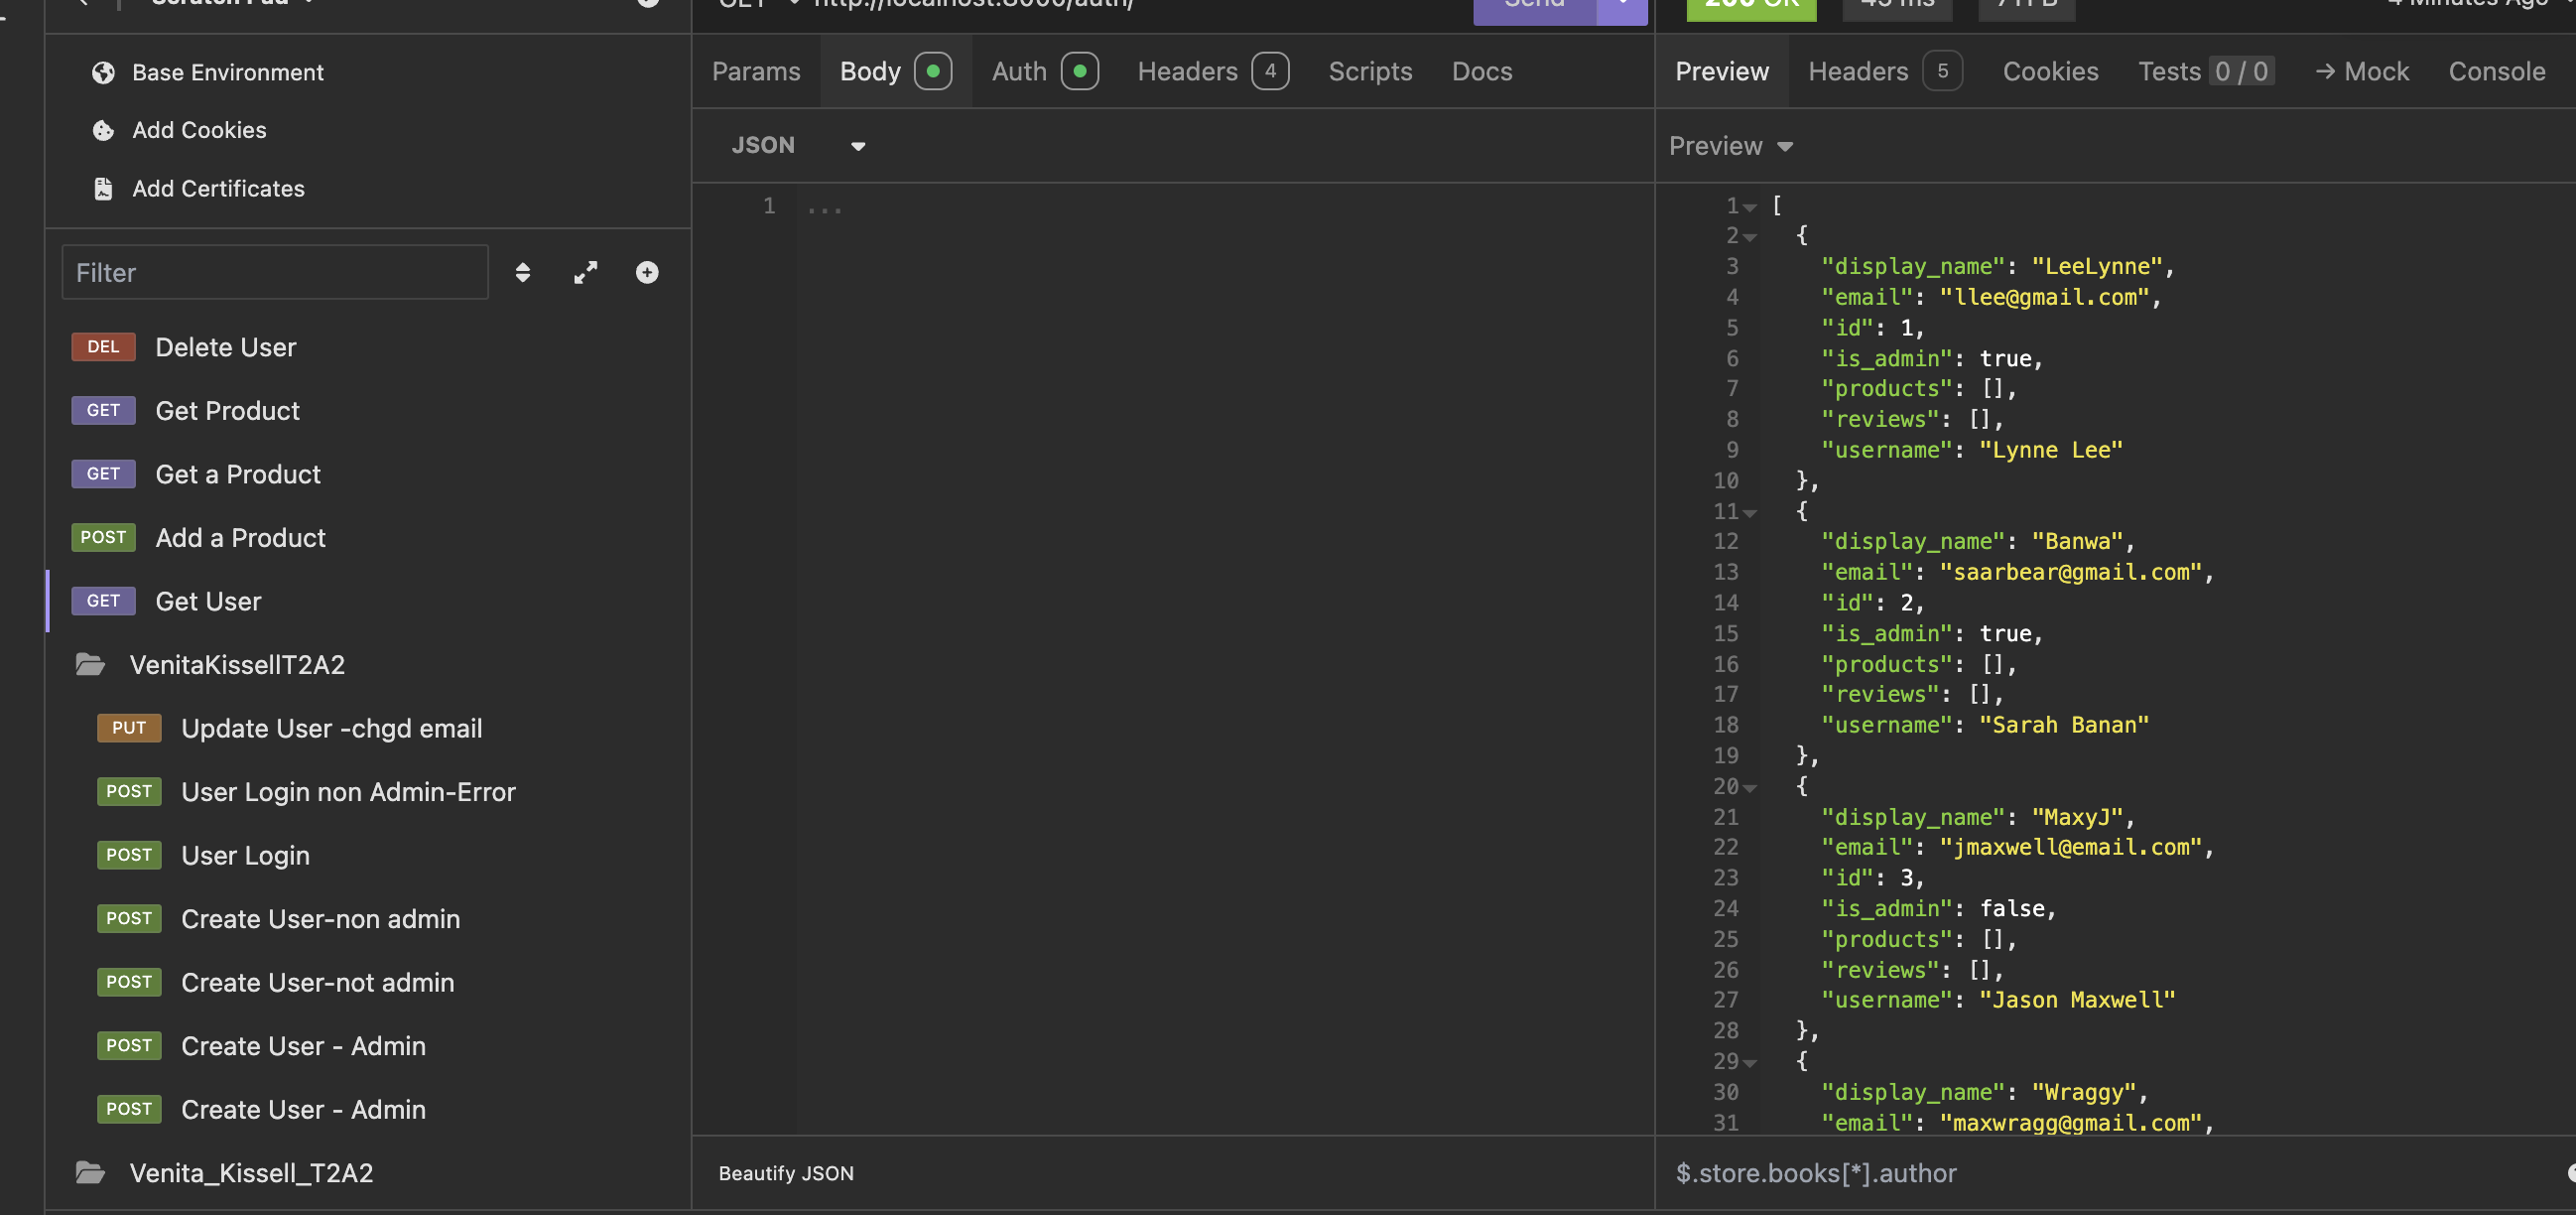 Scratch Pad
Base Environment
Add Cookies
Add Certificates
Filter
DEL Delete User
GET Get Product
GET Get a Product
POST Add a Product
GET Get User
VenitaKissellT2A2
PUT Update User -chgd email
POST User Login non Admin-Error
POST User Login
POST Create User-non admin
POST Create User-not admin
POST Create User - Admin
POST Create User - Admin
Venita_Kissell_T2A2
GET
Send
Params Body Auth Headers 4 Scripts Docs
JSON
1 ...
Beautify JSON
200 OK 4 Minutes Ago
Preview Headers 5 Cookies Tests 0 / 0 → Mock Console
Preview
1 [
2 {
3 "display_name": "LeeLynne",
4 "email": "llee@gmail.com",
5 "id": 1,
6 "is_admin": true,
7 "products": [],
8 "reviews": [],
9 "username": "Lynne Lee"
10 },
11 {
12 "display_name": "Banwa",
13 "email": "saarbear@gmail.com",
14 "id": 2,
15 "is_admin": true,
16 "products": [],
17 "reviews": [],
18 "username": "Sarah Banan"
19 },
20 {
21 "display_name": "MaxyJ",
22 "email": "jmaxwell@email.com",
23 "id": 3,
24 "is_admin": false,
25 "products": [],
26 "reviews": [],
27 "username": "Jason Maxwell"
28 },
29 {
30 "display_name": "Wraggy",
31 "email": "maxwragg@gmail.com",
$.store.books[*].author